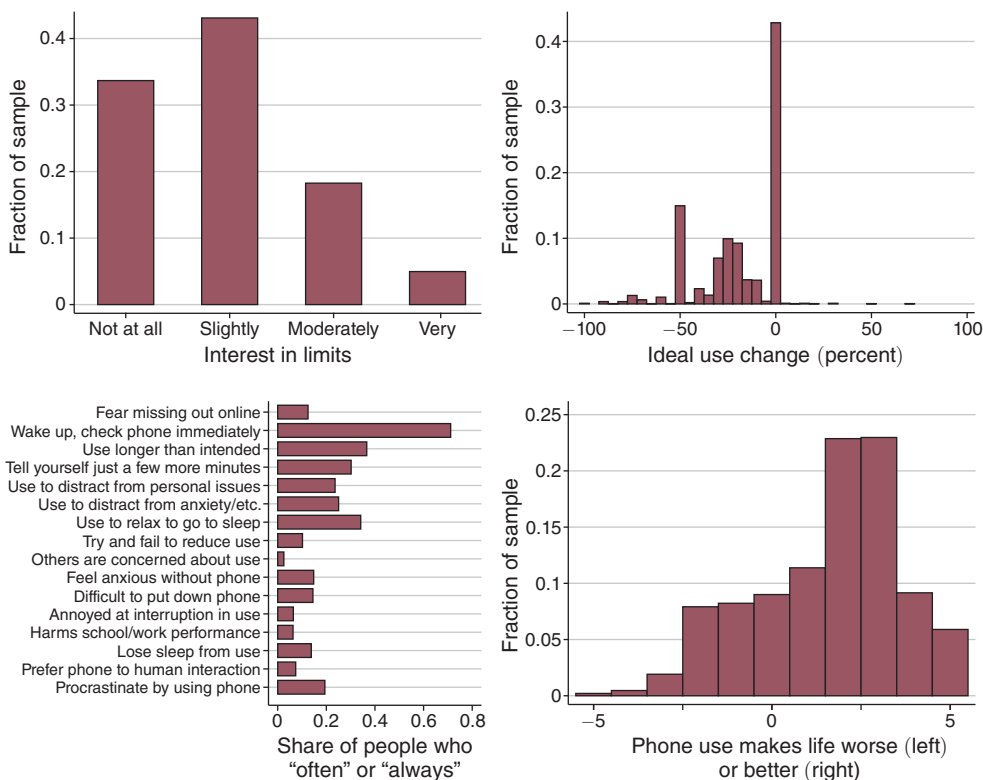 Fraction of sample
0.4
0.3
0.2
0.1
0
Not at all
Slightly
Moderately
Very
Interest in limits
Fraction of sample
0.4
0.3
0.2
0.1
0
−100
−50
0
50
100
Ideal use change (percent)
Fear missing out online
Wake up, check phone immediately
Use longer than intended
Tell yourself just a few more minutes
Use to distract from personal issues
Use to distract from anxiety/etc.
Use to relax to go to sleep
Try and fail to reduce use
Others are concerned about use
Feel anxious without phone
Difficult to put down phone
Annoyed at interruption in use
Harms school/work performance
Lose sleep from use
Prefer phone to human interaction
Procrastinate by using phone
0
0.2
0.4
0.6
0.8
Share of people who
“often” or “always”
Fraction of sample
0.25
0.2
0.15
0.1
0.05
0
−5
0
5
Phone use makes life worse (left)
or better (right)